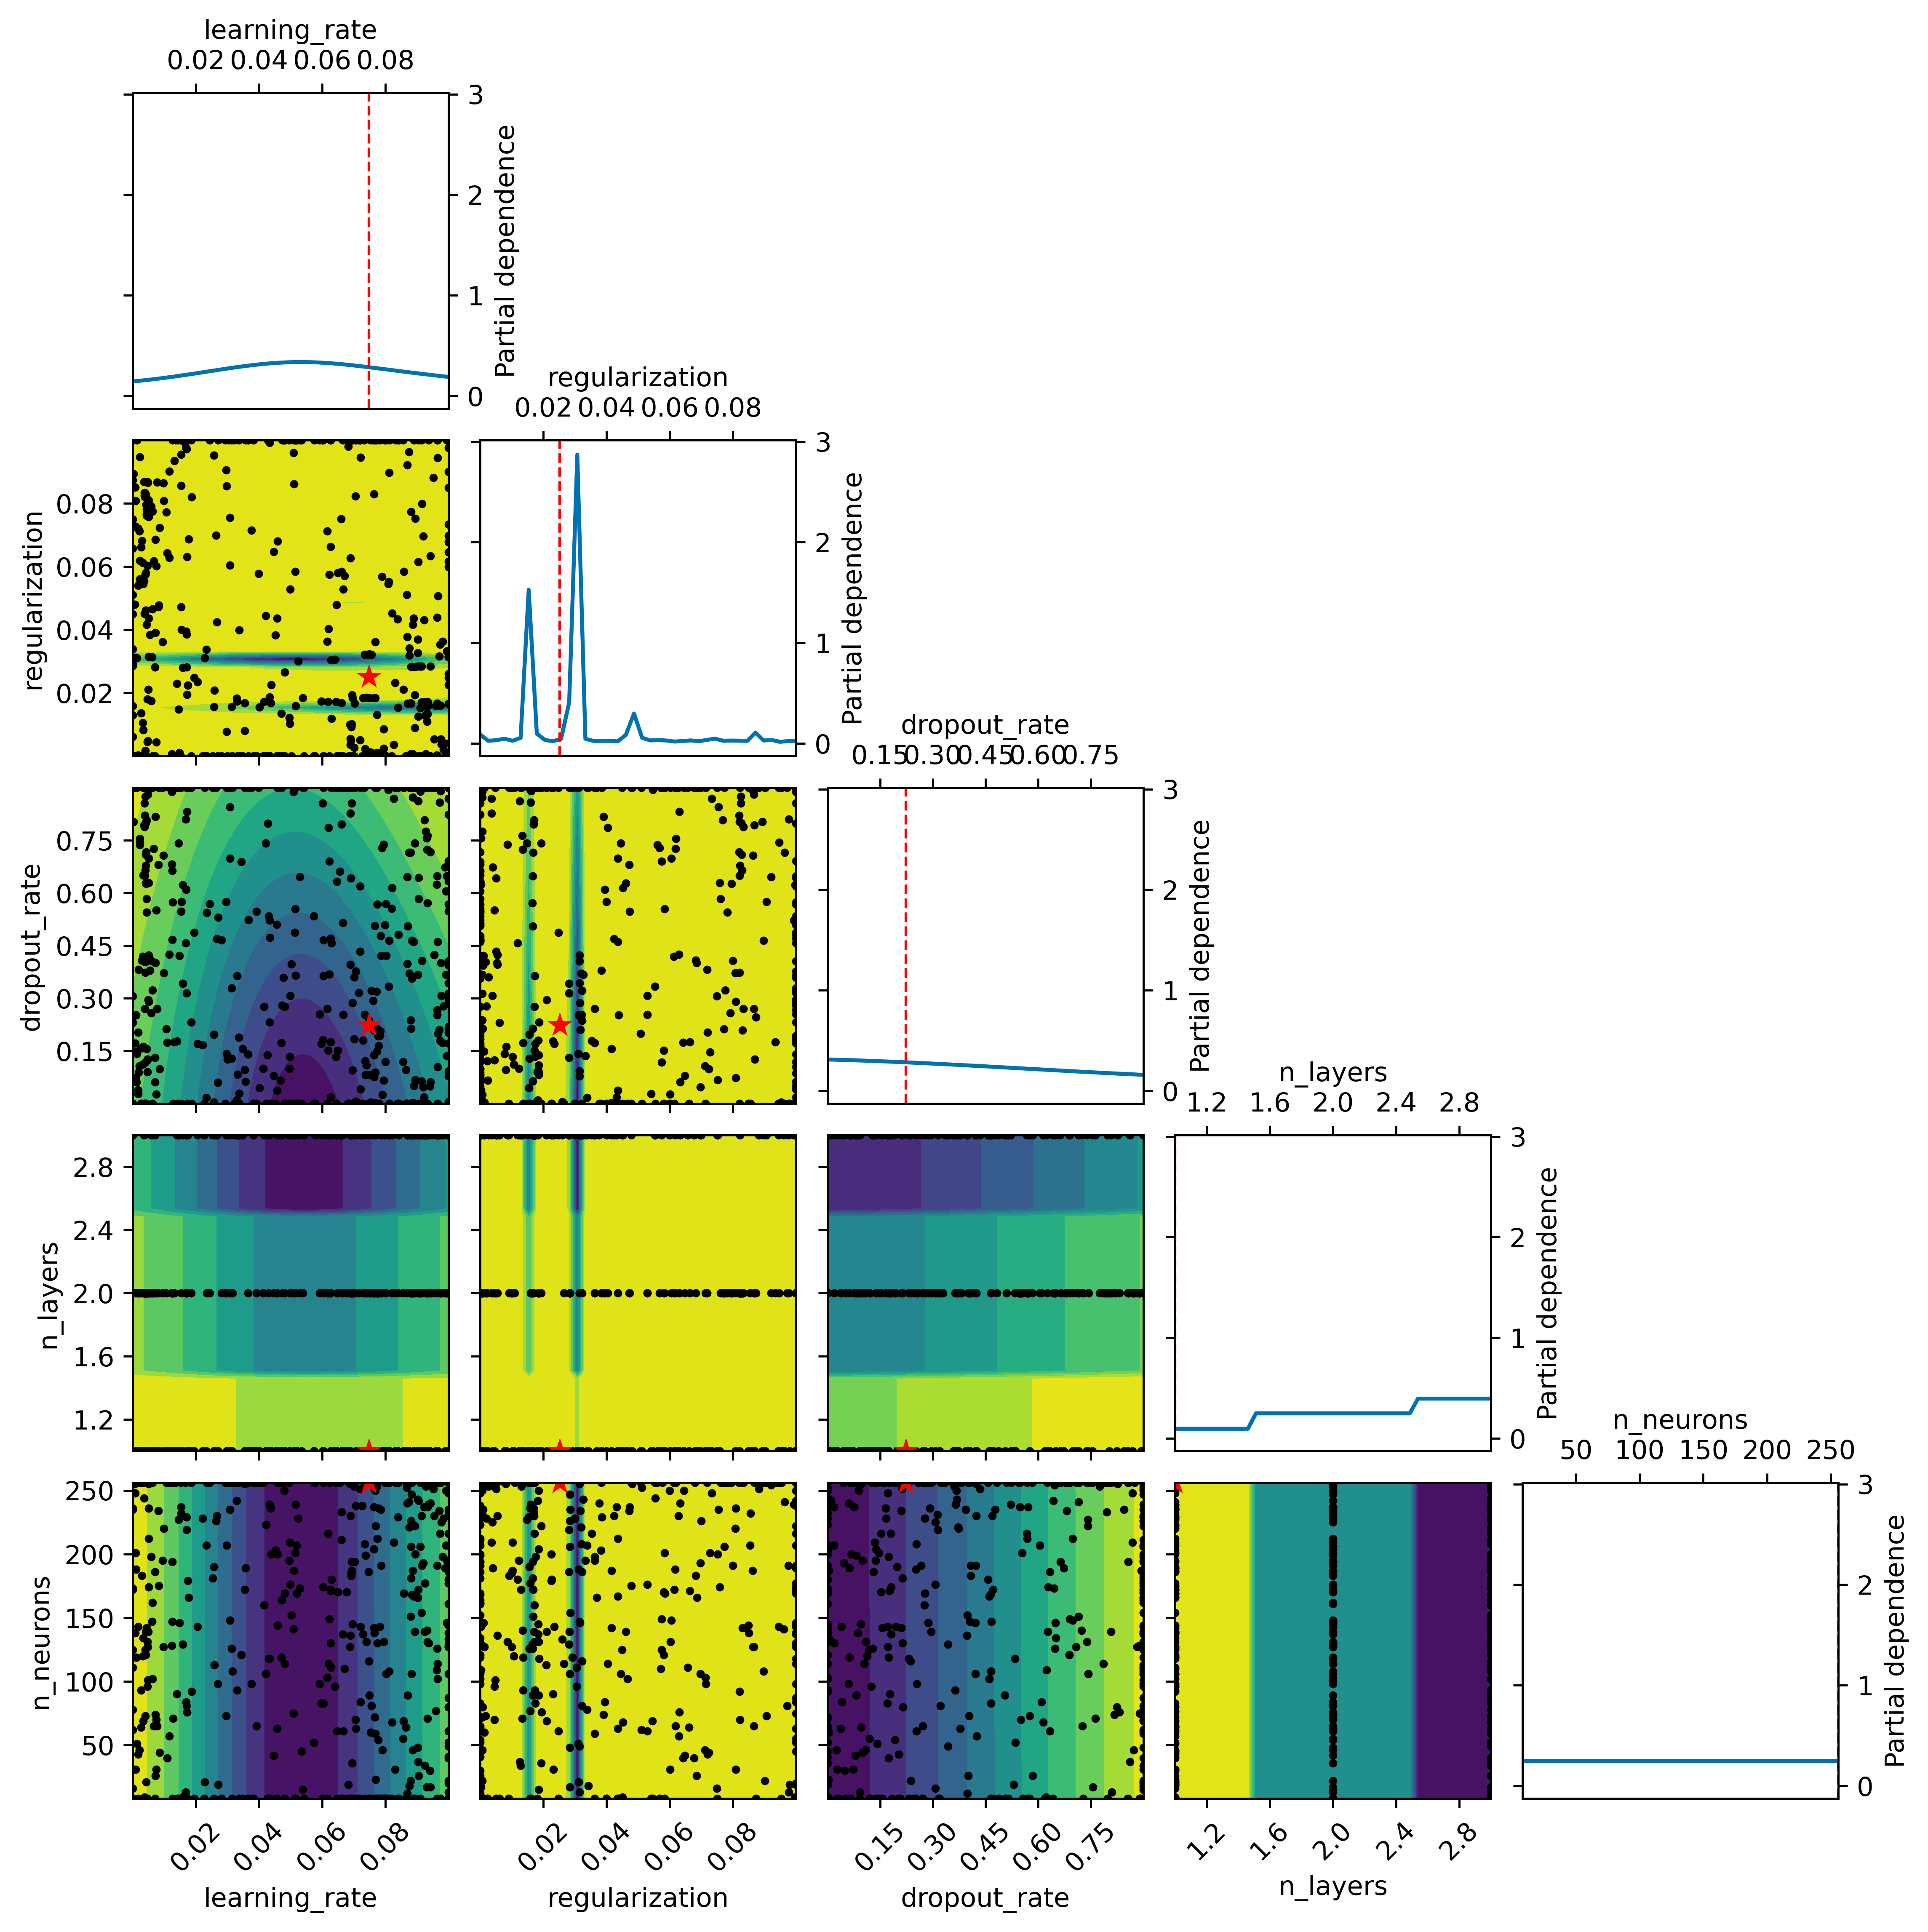 learning_rate
0.02 0.04 0.06 0.08
3
2
1
0
Partial dependence
regularization
0.02 0.04 0.06 0.08
0.08
0.06
0.04
0.02
regularization
3
2
1
0
Partial dependence
dropout_rate
0.15 0.30 0.45 0.60 0.75
0.75
0.60
0.45
0.30
0.15
dropout_rate
3
2
1
0
Partial dependence
n_layers
1.2 1.6 2.0 2.4 2.8
2.8
2.4
2.0
1.6
1.2
n_layers
3
2
1
0
Partial dependence
n_neurons
50 100 150 200 250
250
200
150
100
50
n_neurons
3
2
1
0
Partial dependence
0.02 0.04 0.06 0.08
learning_rate
0.02 0.04 0.06 0.08
regularization
0.15 0.30 0.45 0.60 0.75
dropout_rate
1.2 1.6 2.0 2.4 2.8
n_layers